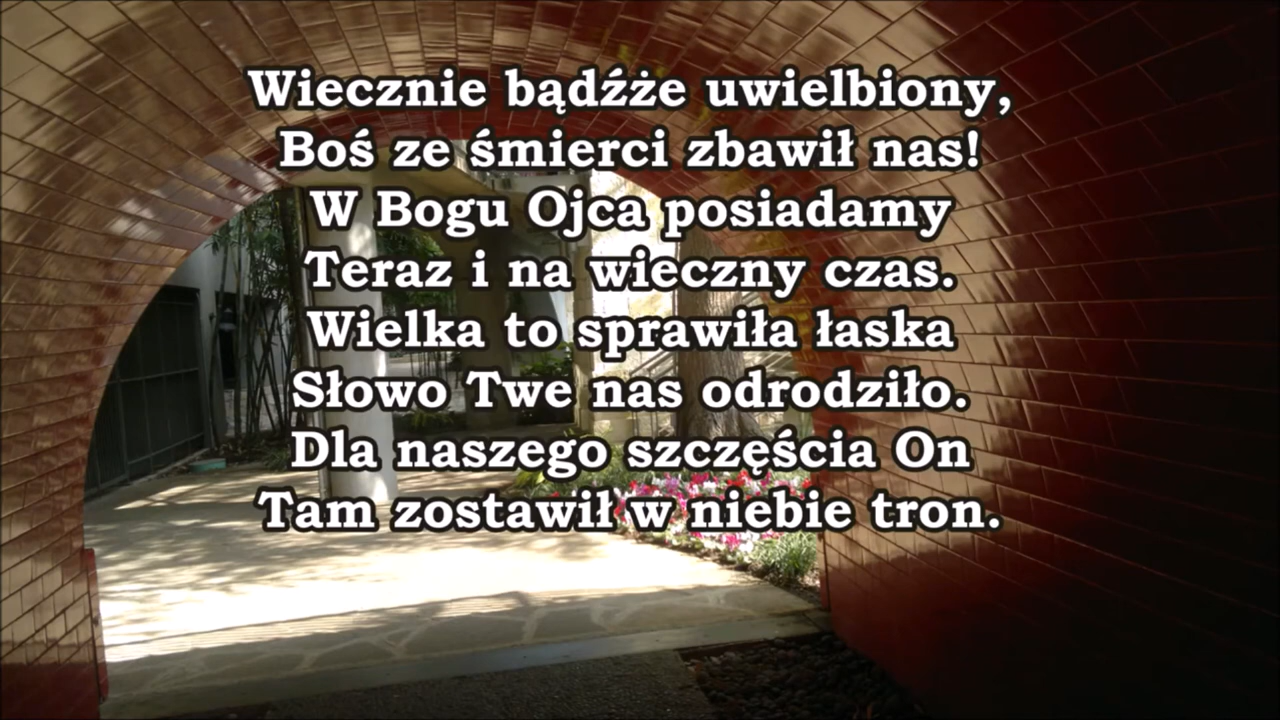 Wiecznie bądźże uwielbiony,
Boś ze śmierci zbawił nas!
W Bogu Ojca posiadamy
Teraz i na wieczny czas.
Wielka to sprawiła łaska
Słowo Twe nas odrodziło.
Dla naszego szczęścia On
Tam zostawił w niebie tron.